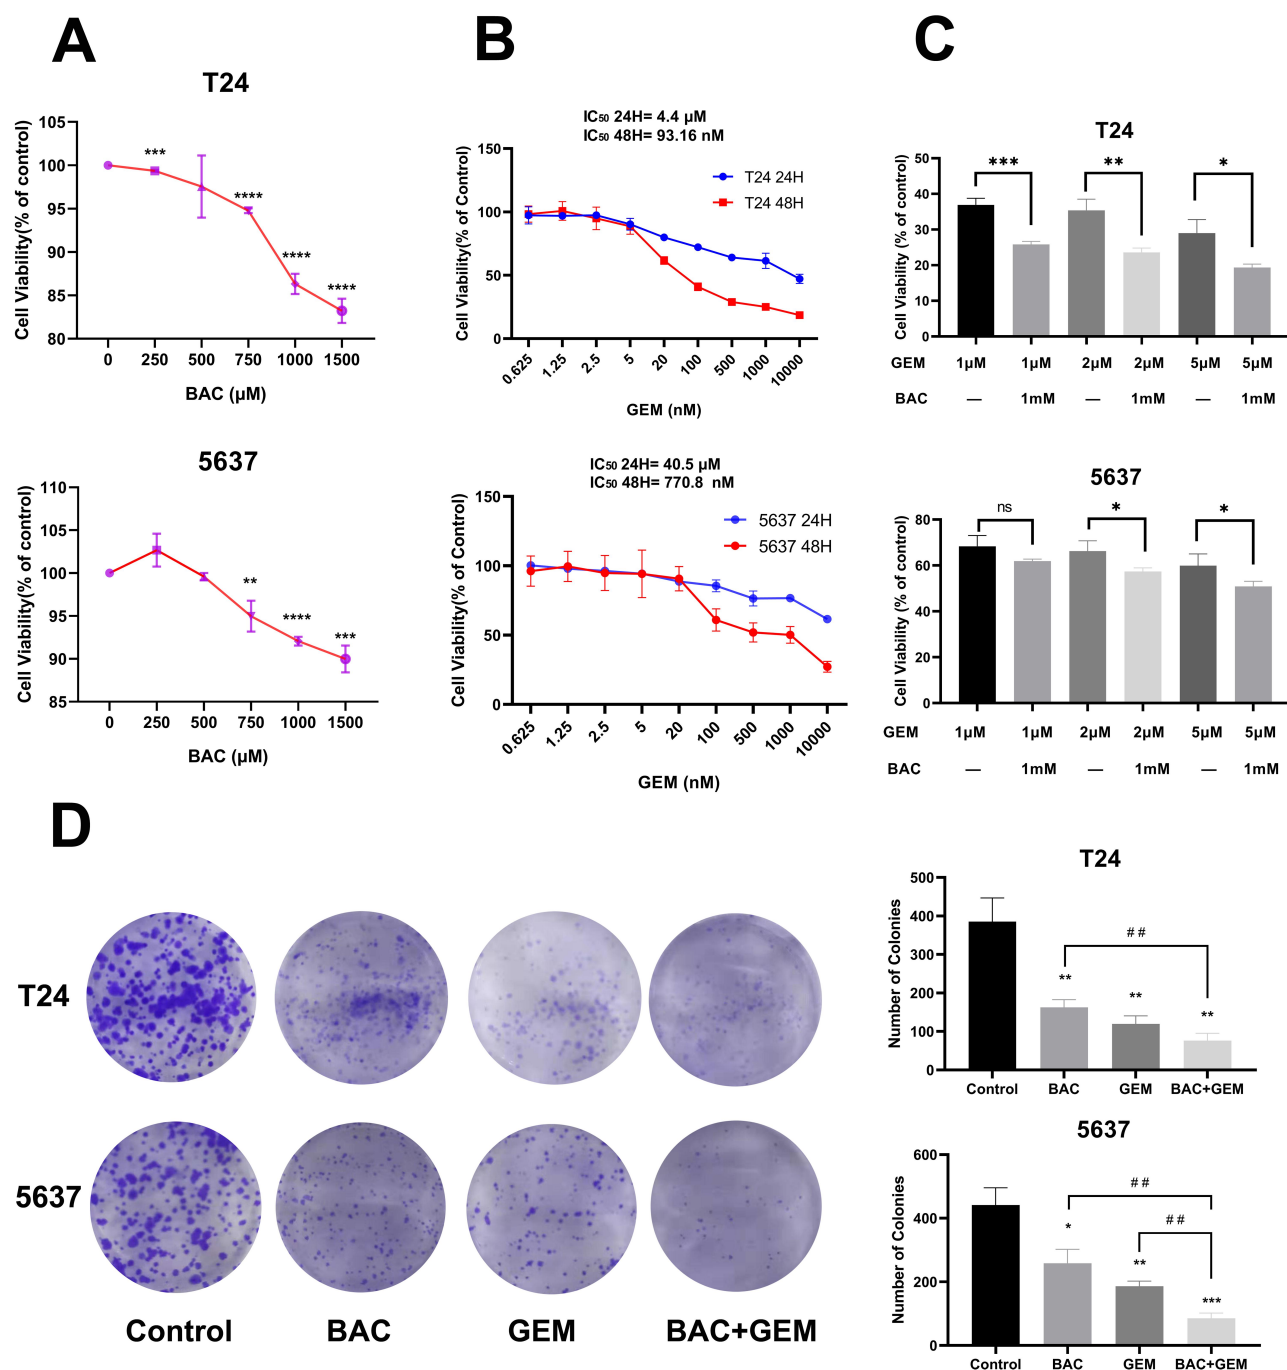 A
B
C
T24
Cell Viability(% of control)
105
100
95
90
85
80
***
****
****
****
0 250 500 750 1000 1500
BAC (µM)
5637
Cell Viability (% of control)
110
105
100
95
90
85
**
****
***
0 250 500 750 1000 1500
BAC (µM)
IC50 24H= 4.4 µM
IC50 48H= 93.16 nM
T24 24H
T24 48H
Cell Viability(% of Control)
150
100
50
0
0.625 1.25 2.5 5 20 100 500 1000 10000
GEM (nM)
IC50 24H= 40.5 µM
IC50 48H= 770.8 nM
5637 24H
5637 48H
Cell Viability(% of Control)
150
100
50
0
0.625 1.25 2.5 5 20 100 500 1000 10000
GEM (nM)
T24
Cell Viability (% of control)
50
40
30
20
10
0
*** ** *
GEM 1µM 1µM 2µM 2µM 5µM 5µM
BAC — 1mM — 1mM — 1mM
5637
Cell Viability (% of control)
80
60
40
20
0
ns * *
GEM 1µM 1µM 2µM 2µM 5µM 5µM
BAC — 1mM — 1mM — 1mM
D
T24
5637
Control BAC GEM BAC+GEM
T24
Number of Colonies
500
400
300
200
100
0
##
** ** **
Control BAC GEM BAC+GEM
5637
Number of Colonies
600
400
200
0
##
##
* ** ***
Control BAC GEM BAC+GEM